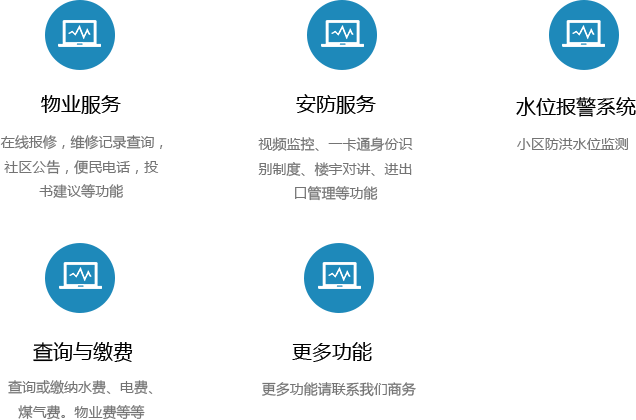 物业服务
在线报修，维修记录查询，
社区公告，便民电话，投
书建议等功能
安防服务
视频监控、一卡通身份识
别制度、楼宇对讲、进出
口管理等功能
水位报警系统
小区防洪水位监测
查询与缴费
查询或缴纳水费、电费、
煤气费。物业费等等
更多功能
更多功能请联系我们商务